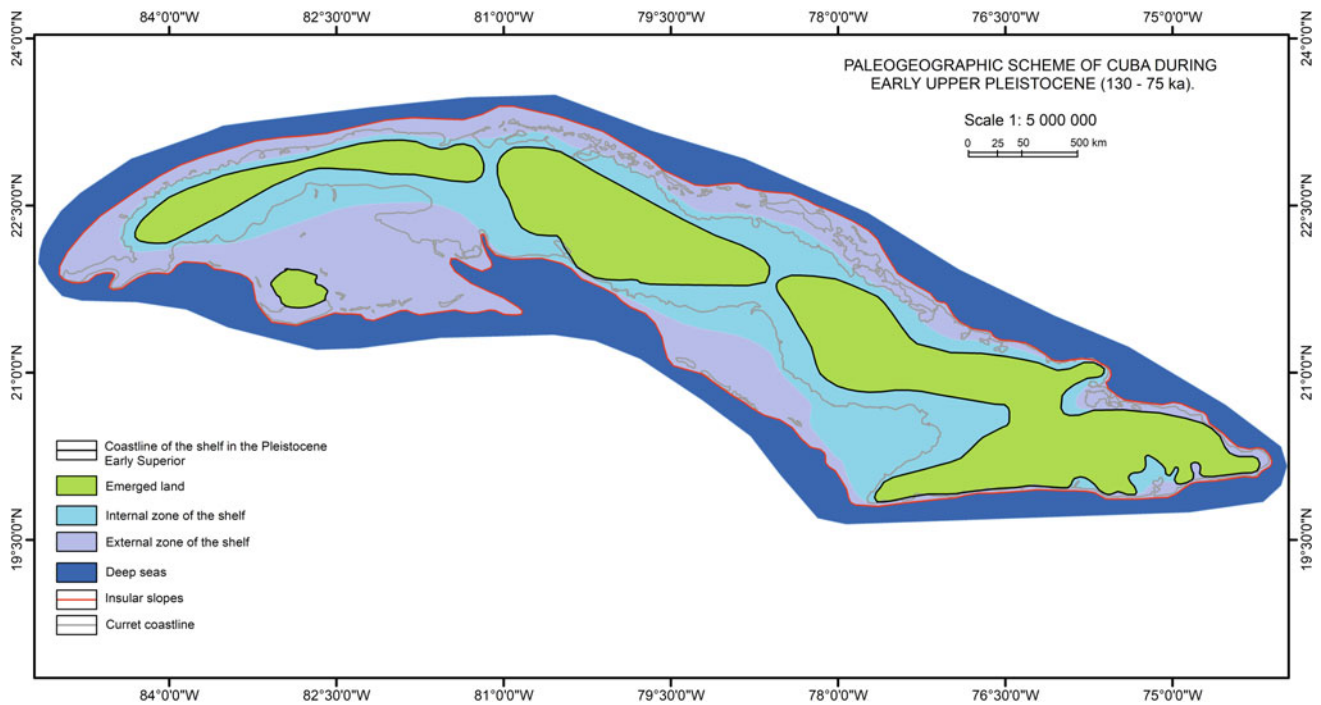 84°0'0"W 82°30'0"W 81°0'0"W 79°30'0"W 78°0'0"W 76°30'0"W 75°0'0"W
24°0'0"N
24°0'0"N
PALEOGEOGRAPHIC SCHEME OF CUBA DURING
EARLY UPPER PLEISTOCENE (130 - 75 ka).
Scale 1: 5 000 000
0 25 50 500 km
22°30'0"N
22°30'0"N
21°0'0"N
21°0'0"N
Coastline of the shelf in the Pleistocene
Early Superior
Emerged land
Internal zone of the shelf
External zone of the shelf
19°30'0"N
19°30'0"N
Deep seas
Insular slopes
Curret coastline
84°0'0"W 82°30'0"W 81°0'0"W 79°30'0"W 78°0'0"W 76°30'0"W 75°0'0"W